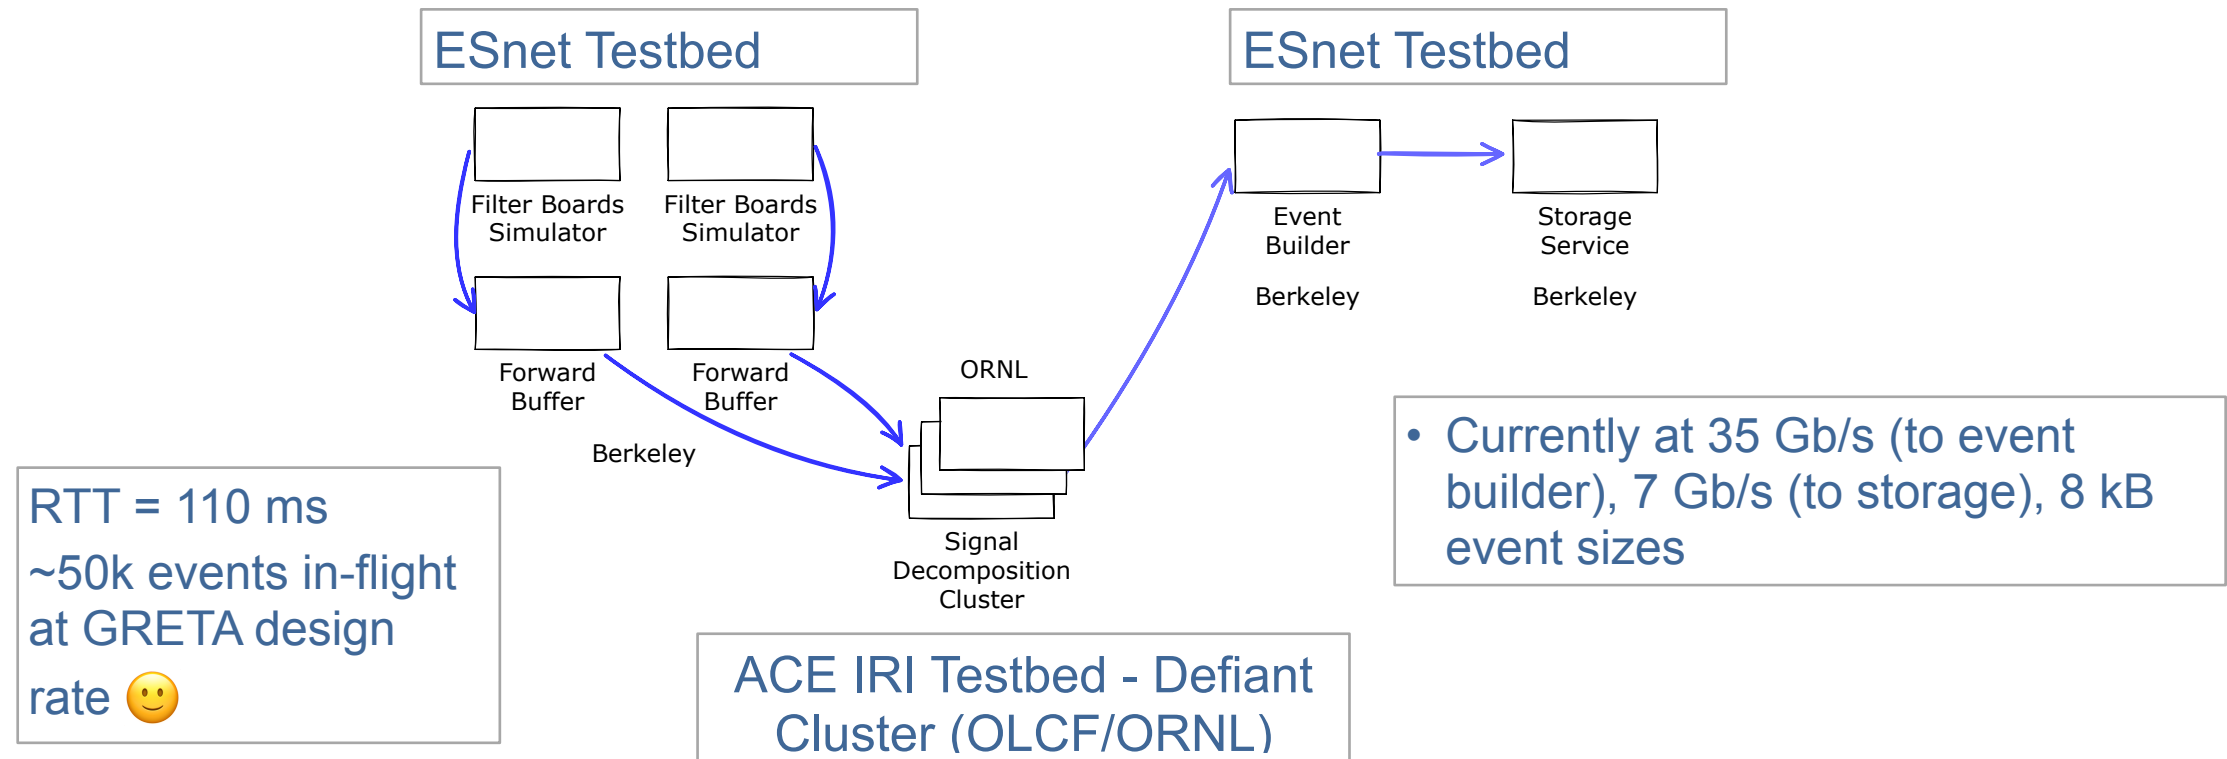 ESnet Testbed
ESnet Testbed
Filter Boards
Simulator
Filter Boards
Simulator
Event
Builder
Berkeley
Storage
Service
Berkeley
Forward
Buffer
Forward
Buffer
Berkeley
ORNL
Signal
Decomposition
Cluster
RTT = 110 ms
~50k events in-flight
at GRETA design
rate 🙂
• Currently at 35 Gb/s (to event
builder), 7 Gb/s (to storage), 8 kB
event sizes
ACE IRI Testbed - Defiant
Cluster (OLCF/ORNL)